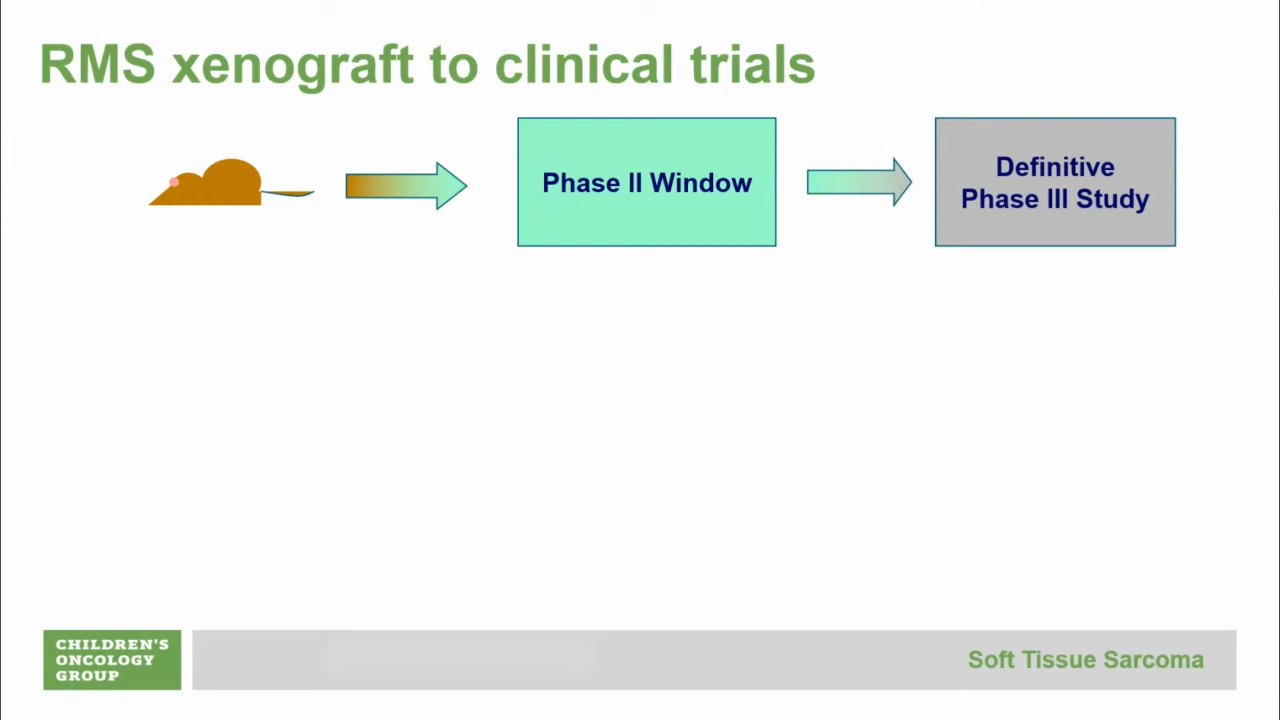 RMS xenograft to clinical trials
Phase II Window
Definitive
Phase III Study
CHILDREN'S
ONCOLOGY
GROUP
Soft Tissue Sarcoma